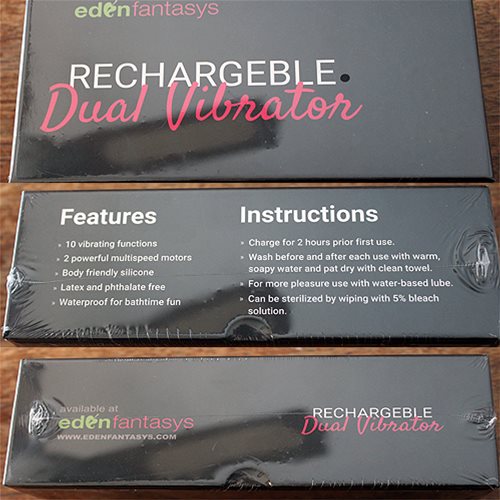 edenfantasys
RECHARGEBLE
Dual Vibrator
Features
» 10 vibrating functions
» 2 powerful multispeed motors
» Body friendly silicone
» Latex and phthalate free
» Waterproof for bathtime fun
Instructions
» Charge for 2 hours prior first use.
» Wash before and after each use with warm,
soapy water and pat dry with clean towel.
» For more pleasure use with water-based lube.
» Can be sterilized by wiping with 5% bleach
solution.
available at
edenfantasys
WWW.EDENFANTASYS.COM
RECHARGEBLE
Dual Vibrator